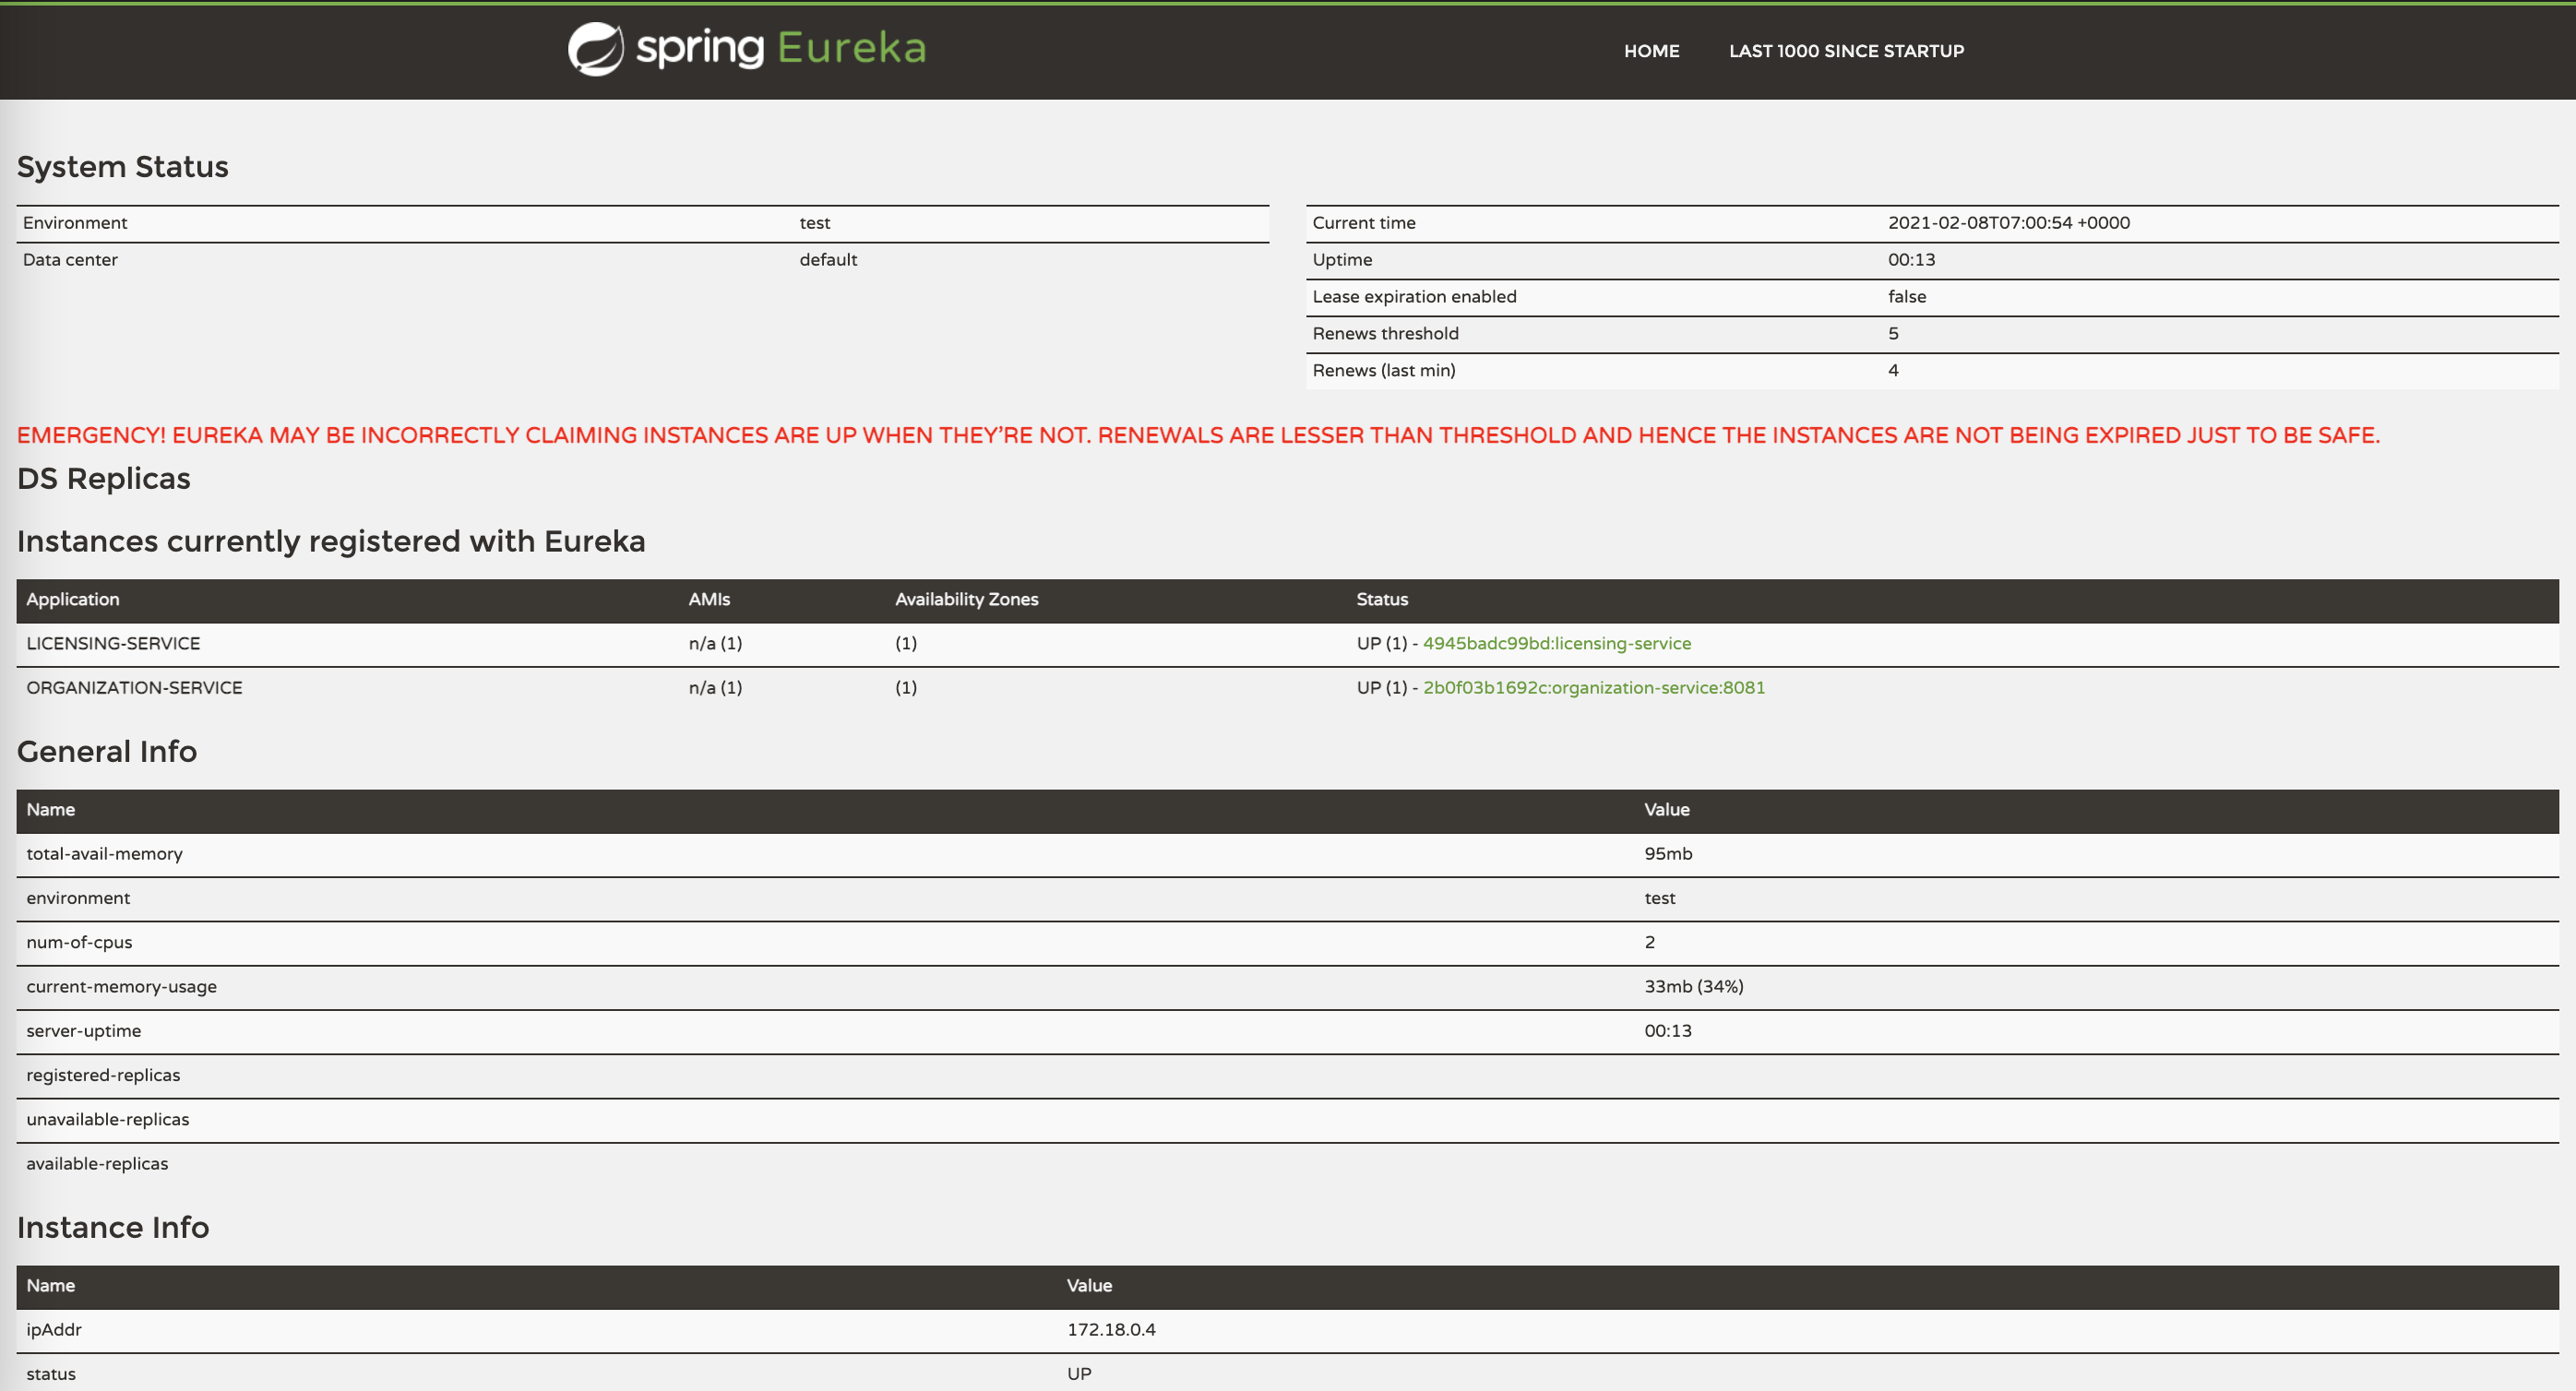 spring Eureka
HOME LAST 1000 SINCE STARTUP
System Status
Environment test
Data center default
Current time 2021-02-08T07:00:54 +0000
Uptime 00:13
Lease expiration enabled false
Renews threshold 5
Renews (last min) 4
EMERGENCY! EUREKA MAY BE INCORRECTLY CLAIMING INSTANCES ARE UP WHEN THEY'RE NOT. RENEWALS ARE LESSER THAN THRESHOLD AND HENCE THE INSTANCES ARE NOT BEING EXPIRED JUST TO BE SAFE.
DS Replicas
Instances currently registered with Eureka
Application AMIs Availability Zones Status
LICENSING-SERVICE n/a (1) (1) UP (1) - 4945badc99bd:licensing-service
ORGANIZATION-SERVICE n/a (1) (1) UP (1) - 2b0f03b1692c:organization-service:8081
General Info
Name Value
total-avail-memory 95mb
environment test
num-of-cpus 2
current-memory-usage 33mb (34%)
server-uptime 00:13
registered-replicas
unavailable-replicas
available-replicas
Instance Info
Name Value
ipAddr 172.18.0.4
status UP